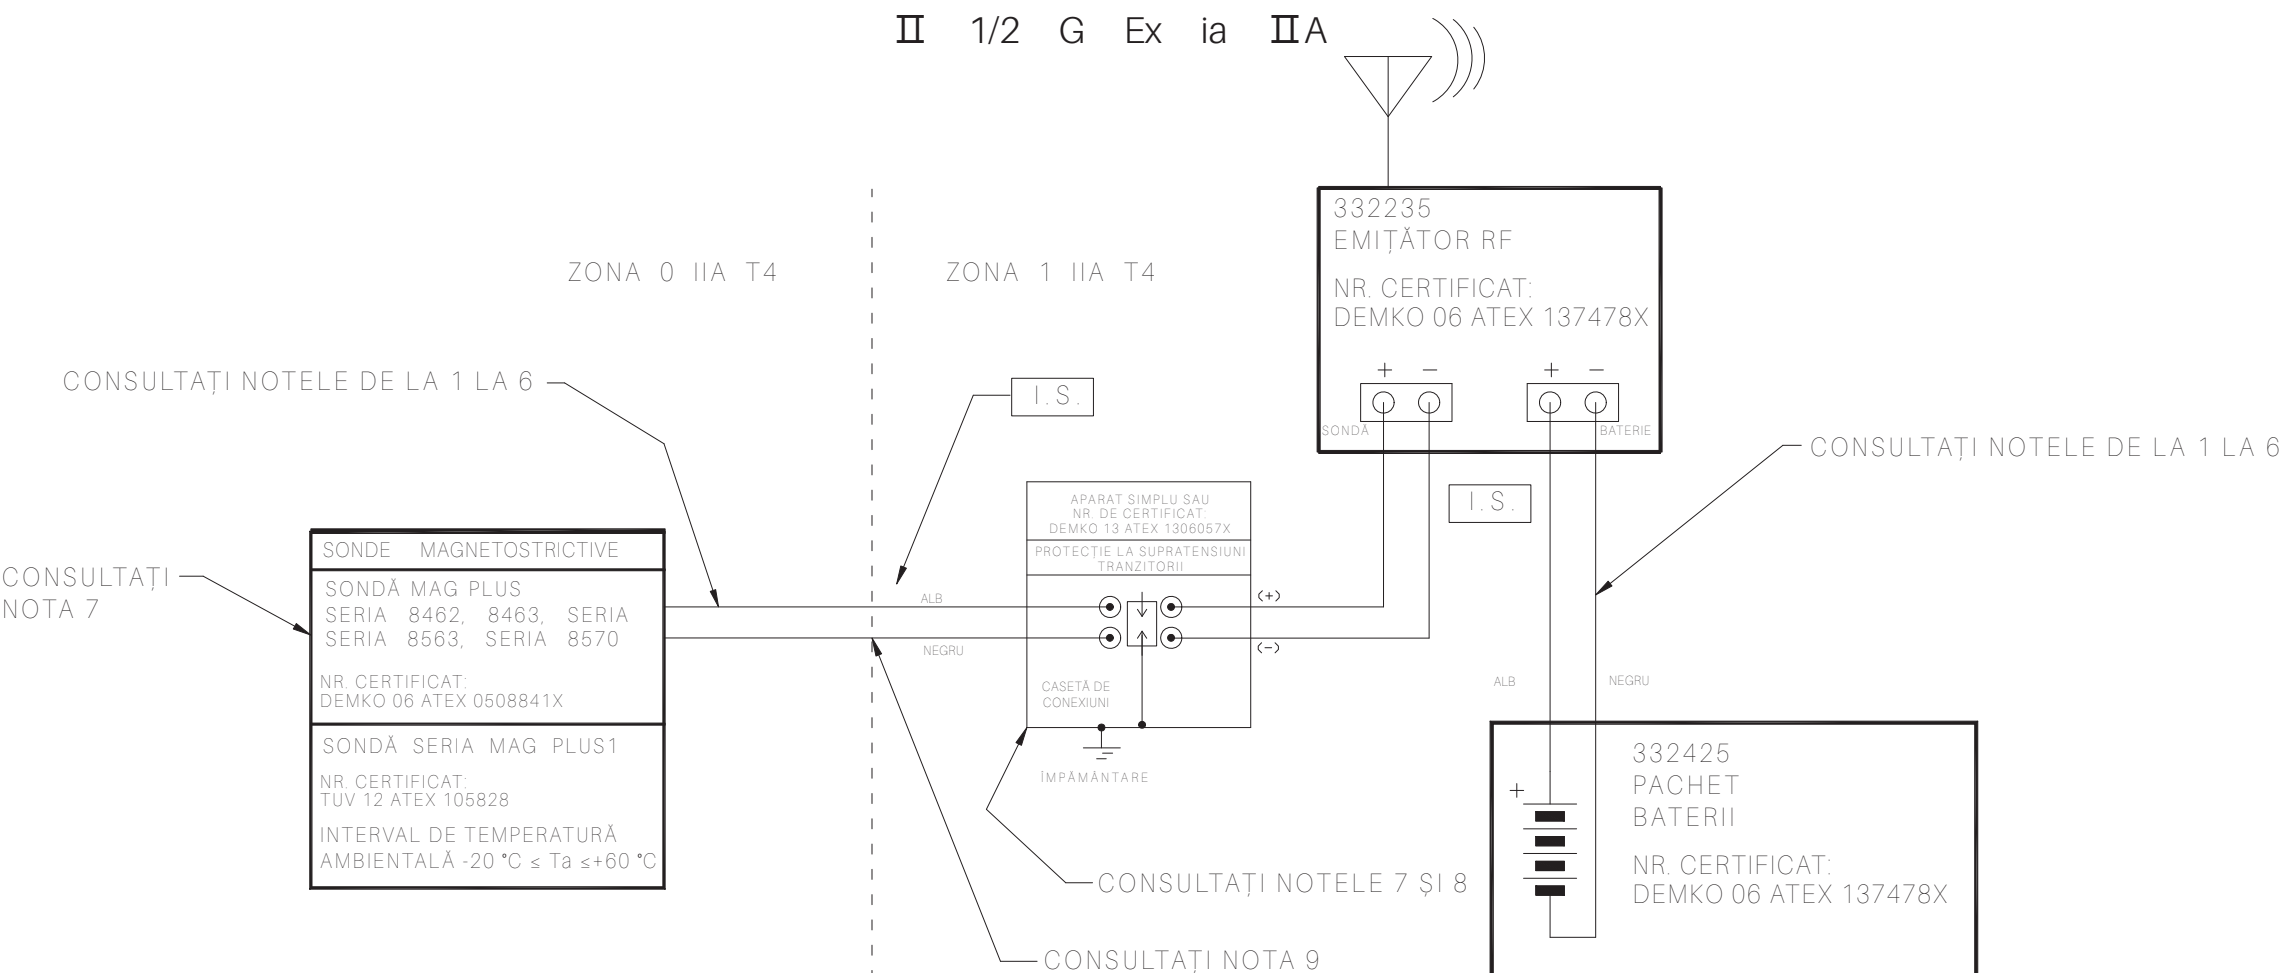 II 1/2 G Ex ia IIA
332235
EMIȚĂTOR RF
NR. CERTIFICAT:
DEMKO 06 ATEX 137478X
+ − + −
SONDĂ BATERIE
ZONA 0 IIA T4
ZONA 1 IIA T4
CONSULTAȚI NOTELE DE LA 1 LA 6
I.S.
CONSULTAȚI NOTELE DE LA 1 LA 6
I.S.
APARAT SIMPLU SAU
NR. DE CERTIFICAT:
DEMKO 13 ATEX 1306057X
PROTECȚIE LA SUPRATENSIUNI
TRANZITORII
ALB
(+)
NEGRU
(−)
CASETĂ DE
CONEXIUNI
ÎMPĂMÂNTARE
CONSULTAȚI
NOTA 7
SONDE MAGNETOSTRICTIVE
SONDĂ MAG PLUS
SERIA 8462, 8463, SERIA
SERIA 8563, SERIA 8570
NR. CERTIFICAT:
DEMKO 06 ATEX 0508841X
SONDĂ SERIA MAG PLUS1
NR. CERTIFICAT:
TUV 12 ATEX 105828
INTERVAL DE TEMPERATURĂ
AMBIENTALĂ -20 °C ≤ Ta ≤+60 °C
ALB
NEGRU
+
332425
PACHET
BATERII
NR. CERTIFICAT:
DEMKO 06 ATEX 137478X
CONSULTAȚI NOTELE 7 ȘI 8
CONSULTAȚI NOTA 9